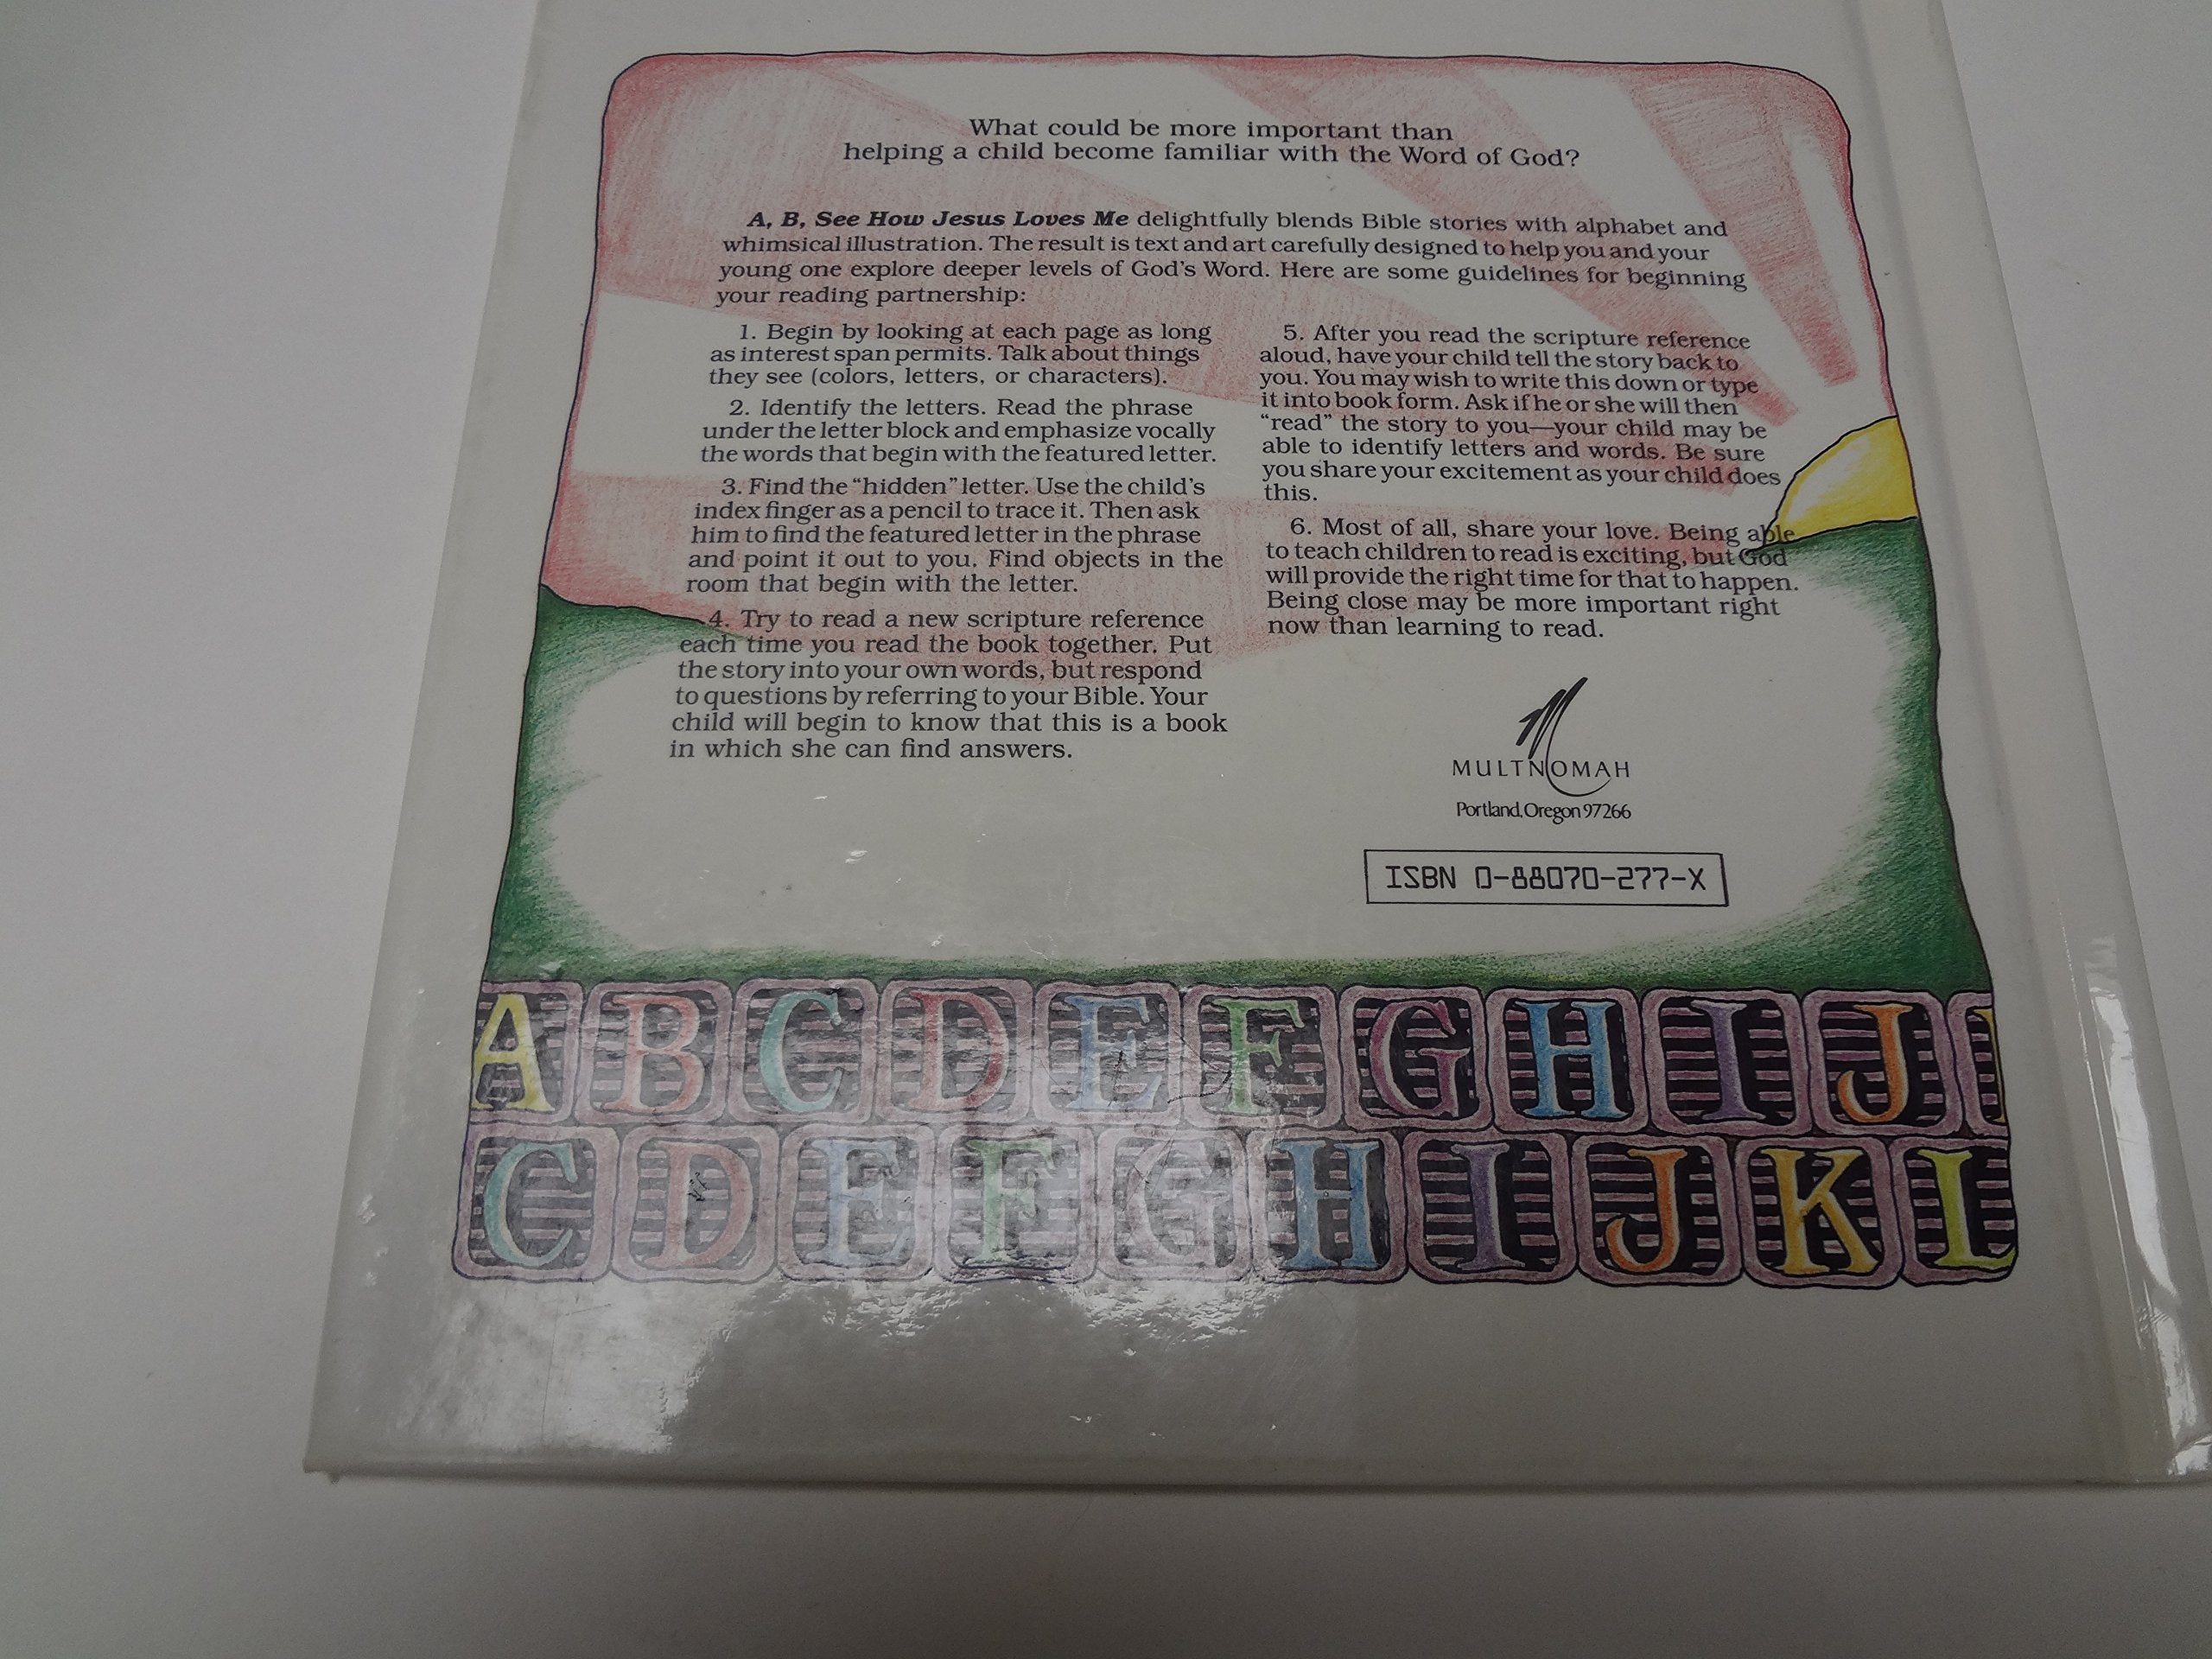 What could be more important than
helping a child become familiar with the Word of God?
A, B, See How Jesus Loves Me delightfully blends Bible stories with alphabet and
whimsical illustration. The result is text and art carefully designed to help you and your
young one explore deeper levels of God's Word. Here are some guidelines for beginning
your reading partnership:
1. Begin by looking at each page as long
as interest span permits. Talk about things
they see (colors, letters, or characters).
2. Identify the letters. Read the phrase
under the letter block and emphasize vocally
the words that begin with the featured letter.
3. Find the “hidden” letter. Use the child's
index finger as a pencil to trace it. Then ask
him to find the featured letter in the phrase
and point it out to you. Find objects in the
room that begin with the letter.
4. Try to read a new scripture reference
each time you read the book together. Put
the story into your own words, but respond
to questions by referring to your Bible. Your
child will begin to know that this is a book
in which she can find answers.
5. After you read the scripture reference
aloud, have your child tell the story back to
you. You may wish to write this down or type
it into book form. Ask if he or she will then
“read” the story to you—your child may be
able to identify letters and words. Be sure
you share your excitement as your child does
this.
6. Most of all, share your love. Being able
to teach children to read is exciting, but God
will provide the right time for that to happen.
Being close may be more important right
now than learning to read.
MULTNOMAH
Portland, Oregon 97266
ISBN 0-88070-277-X
A B C D E F G H I J
C D E F G H I J K L